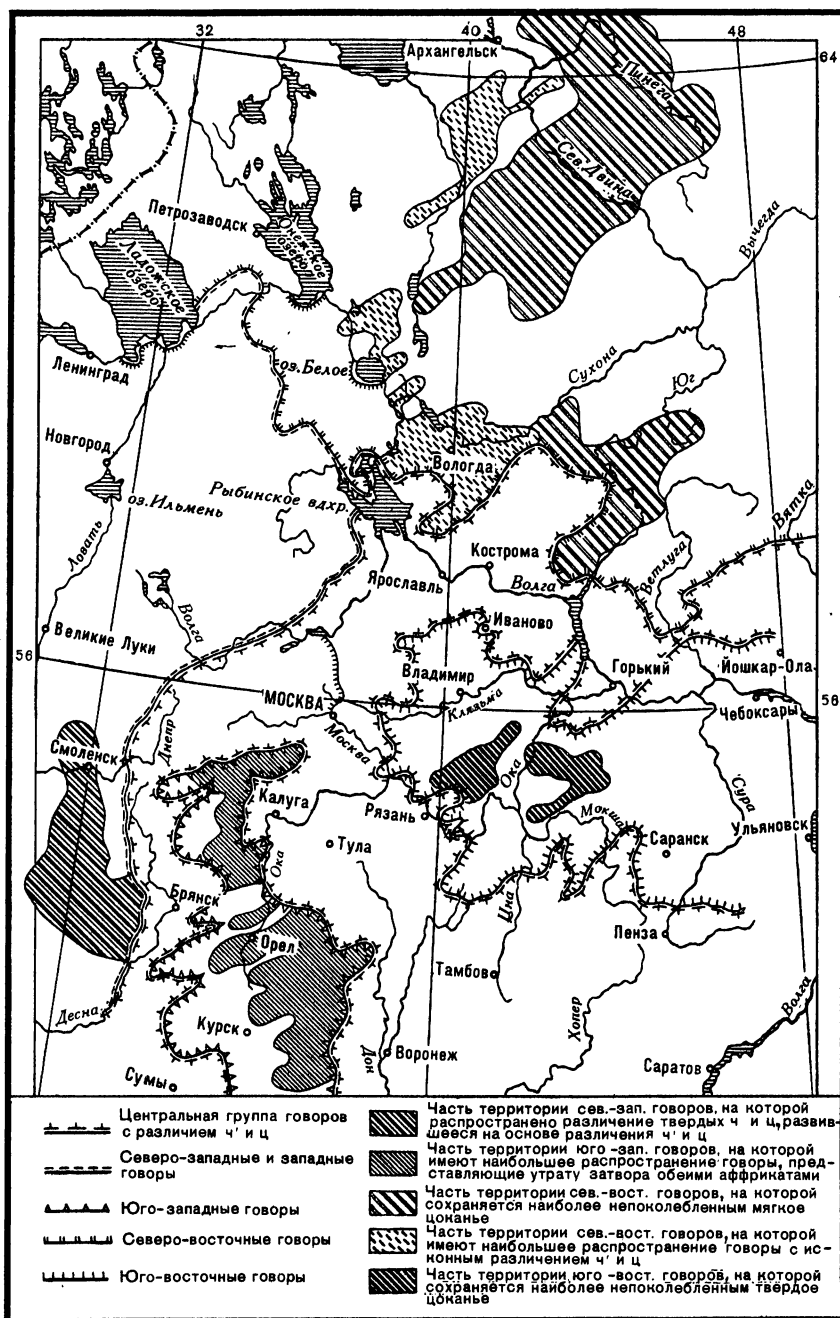 32
40
48
Архангельск
64
Пинега
Сев. Двина
Петрозаводск
Онежское
озеро
Ладожское
озеро
Вычегда
Ленинград
оз. Белое
Сухона
Юг
Новгород
Вологда
Рыбинское вдхр.
оз. Ильмень
Вятка
Ловать
Кострома
Ветлуга
Ярославль
Волга
Волга
Иваново
Великие Луки
56
Владимир
Горький
Йошкар-Ола
МОСКВА
Клязьма
56
Чебоксары
Москва
Днепр
Смоленск
Ока
Сура
Калуга
Рязань
Мокша
Ульяновск
Тула
Саранск
Ока
Брянск
Цна
Пенза
Орел
Тамбов
Десна
Курск
Хопер
Волга
Дон
Воронеж
Саратов
Сумы
Центральная группа говоров
с различием ч' и ц
Северо-западные и западные
говоры
Юго-западные говоры
Северо-восточные говоры
Юго-восточные говоры
Часть территории сев.-зап. говоров, на которой
распространено различение твердых ч и ц, развив-
шееся на основе различения ч' и ц
Часть территории юго-зап. говоров, на которой
имеют наибольшее распространение говоры, пред-
ставляющие утрату затвора обеими аффрикатами
Часть территории сев.-вост. говоров, на которой
сохраняется наиболее непоколебленным мягкое
цоканье
Часть территории сев.-вост. говоров, на которой
имеют наибольшее распространение говоры с ис-
конным различением ч' и ц
Часть территории юго-вост. говоров, на которой
сохраняется наиболее непоколебленным твёрдое
цоканье